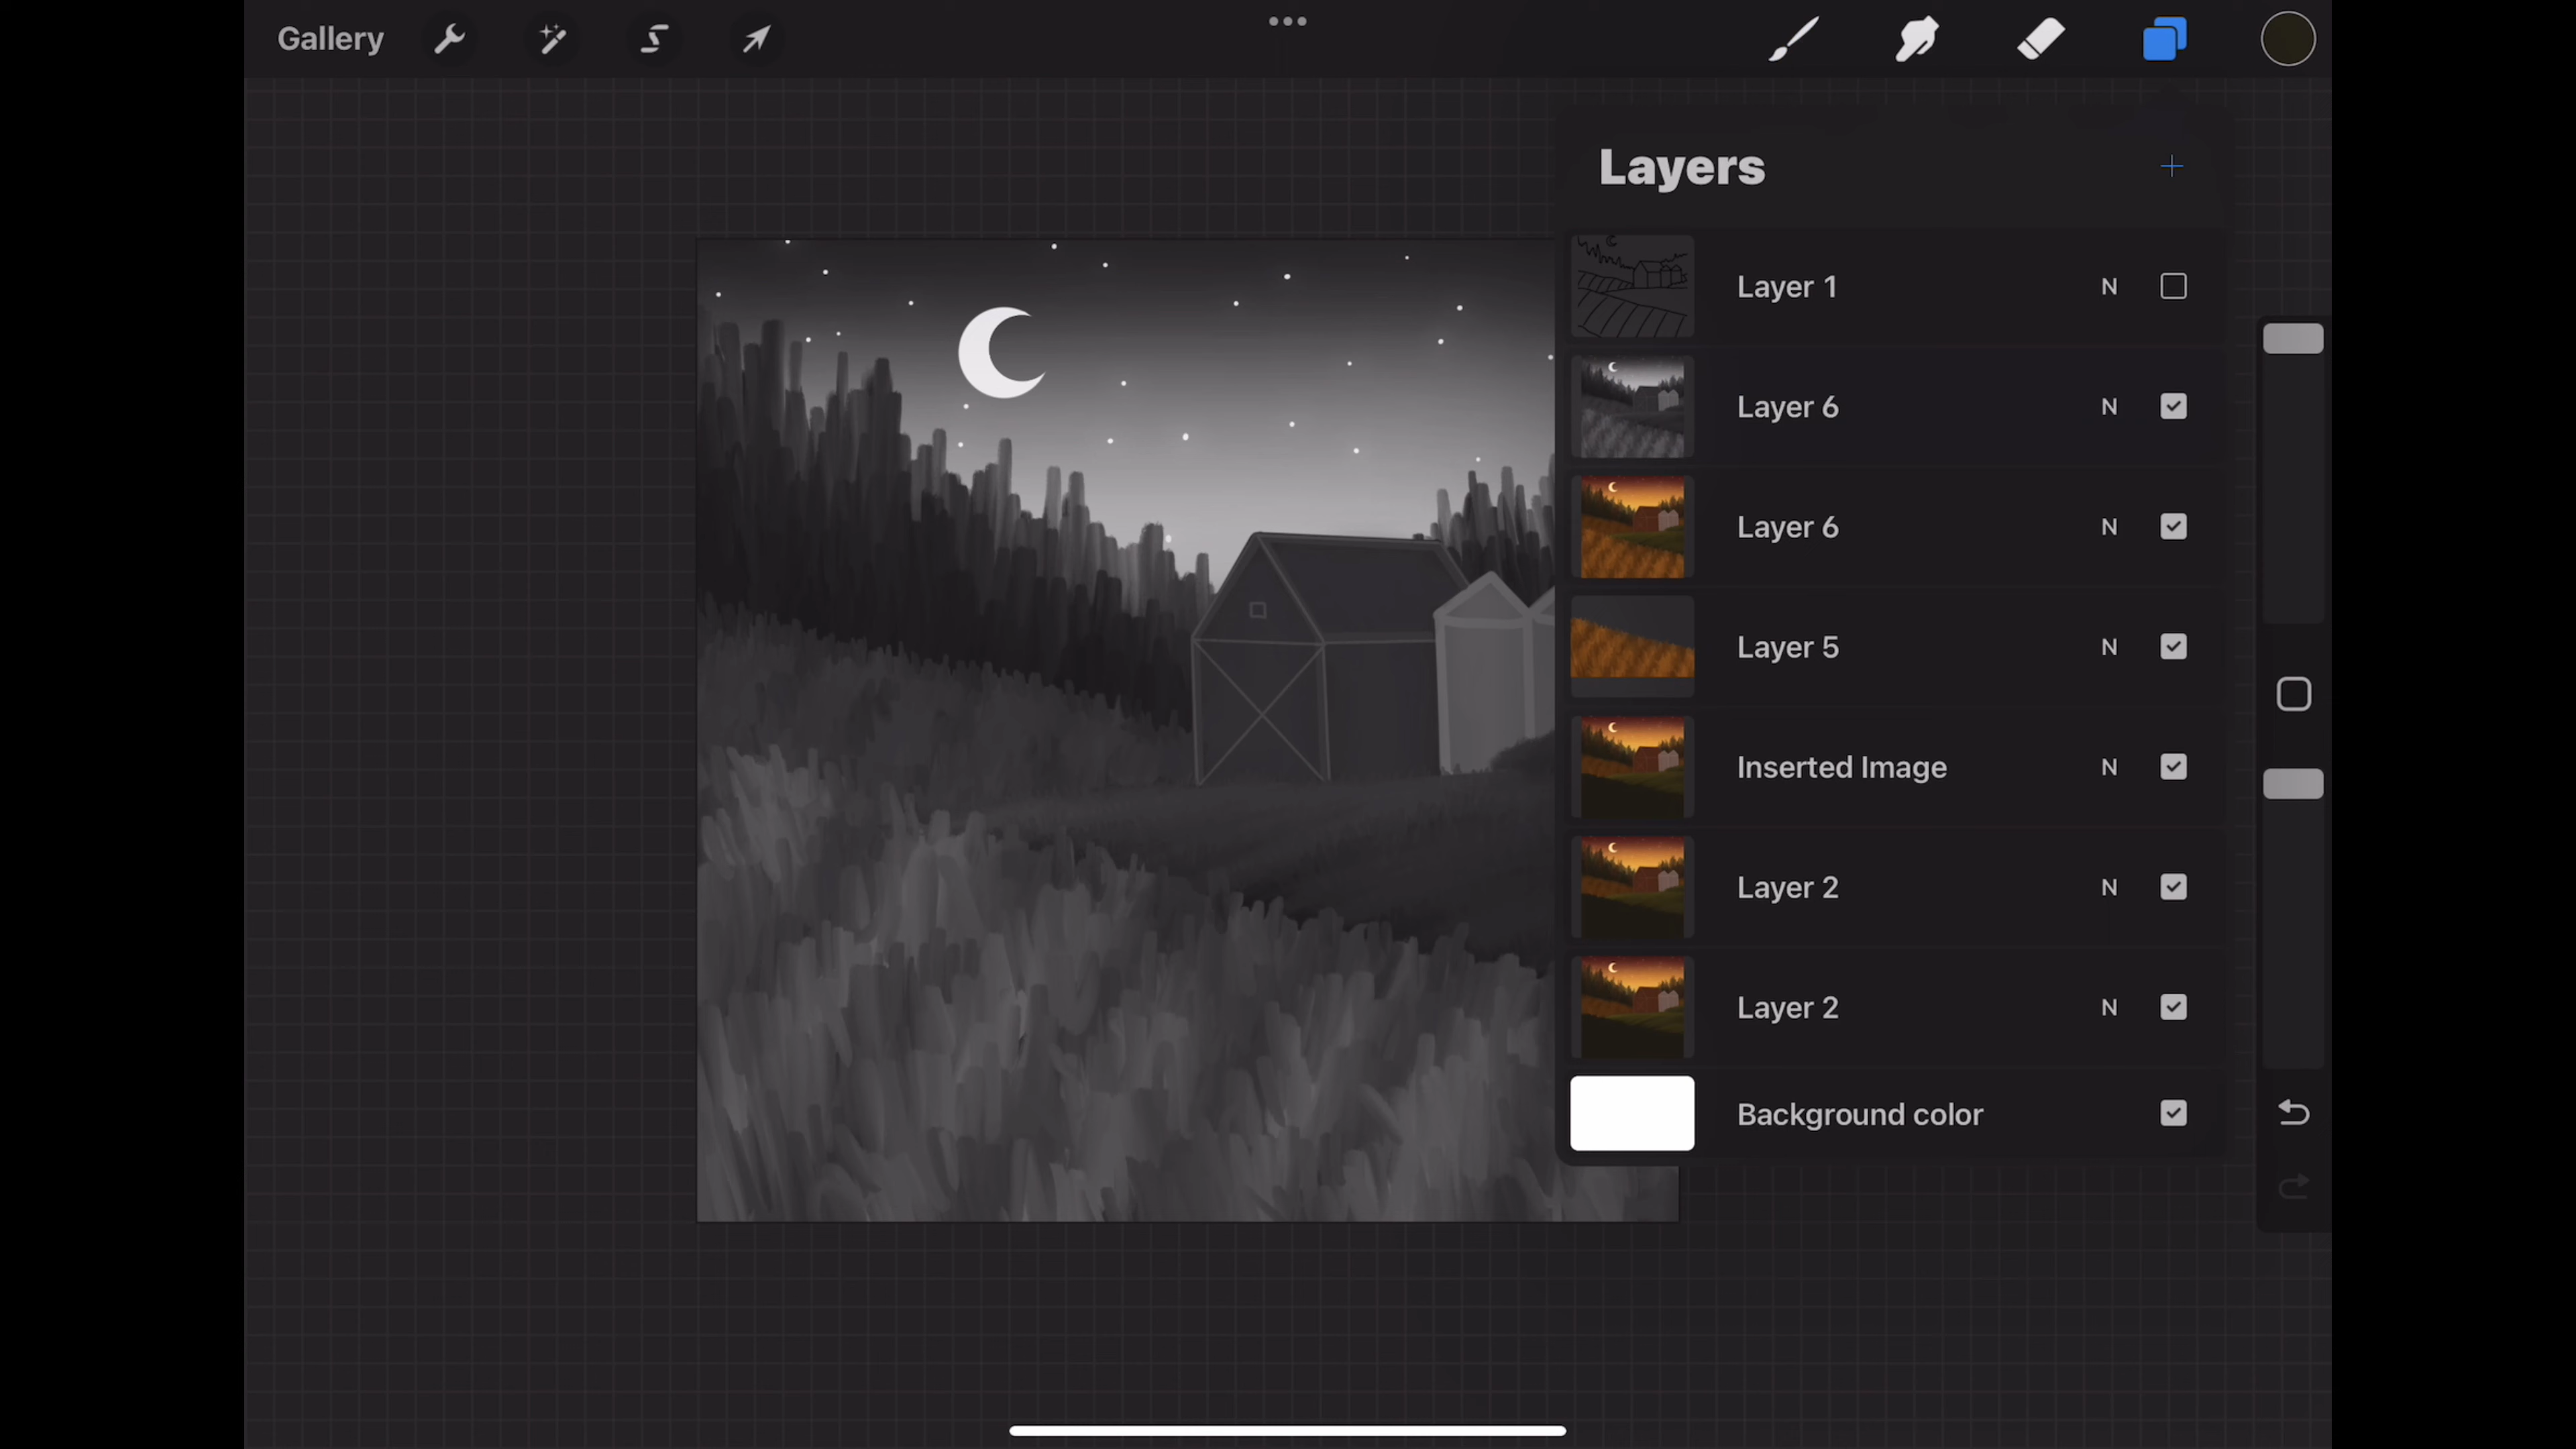 Gallery
Layers
Layer 1 N
Layer 6 N
Layer 6 N
Layer 5 N
Inserted Image N
Layer 2 N
Layer 2 N
Background color